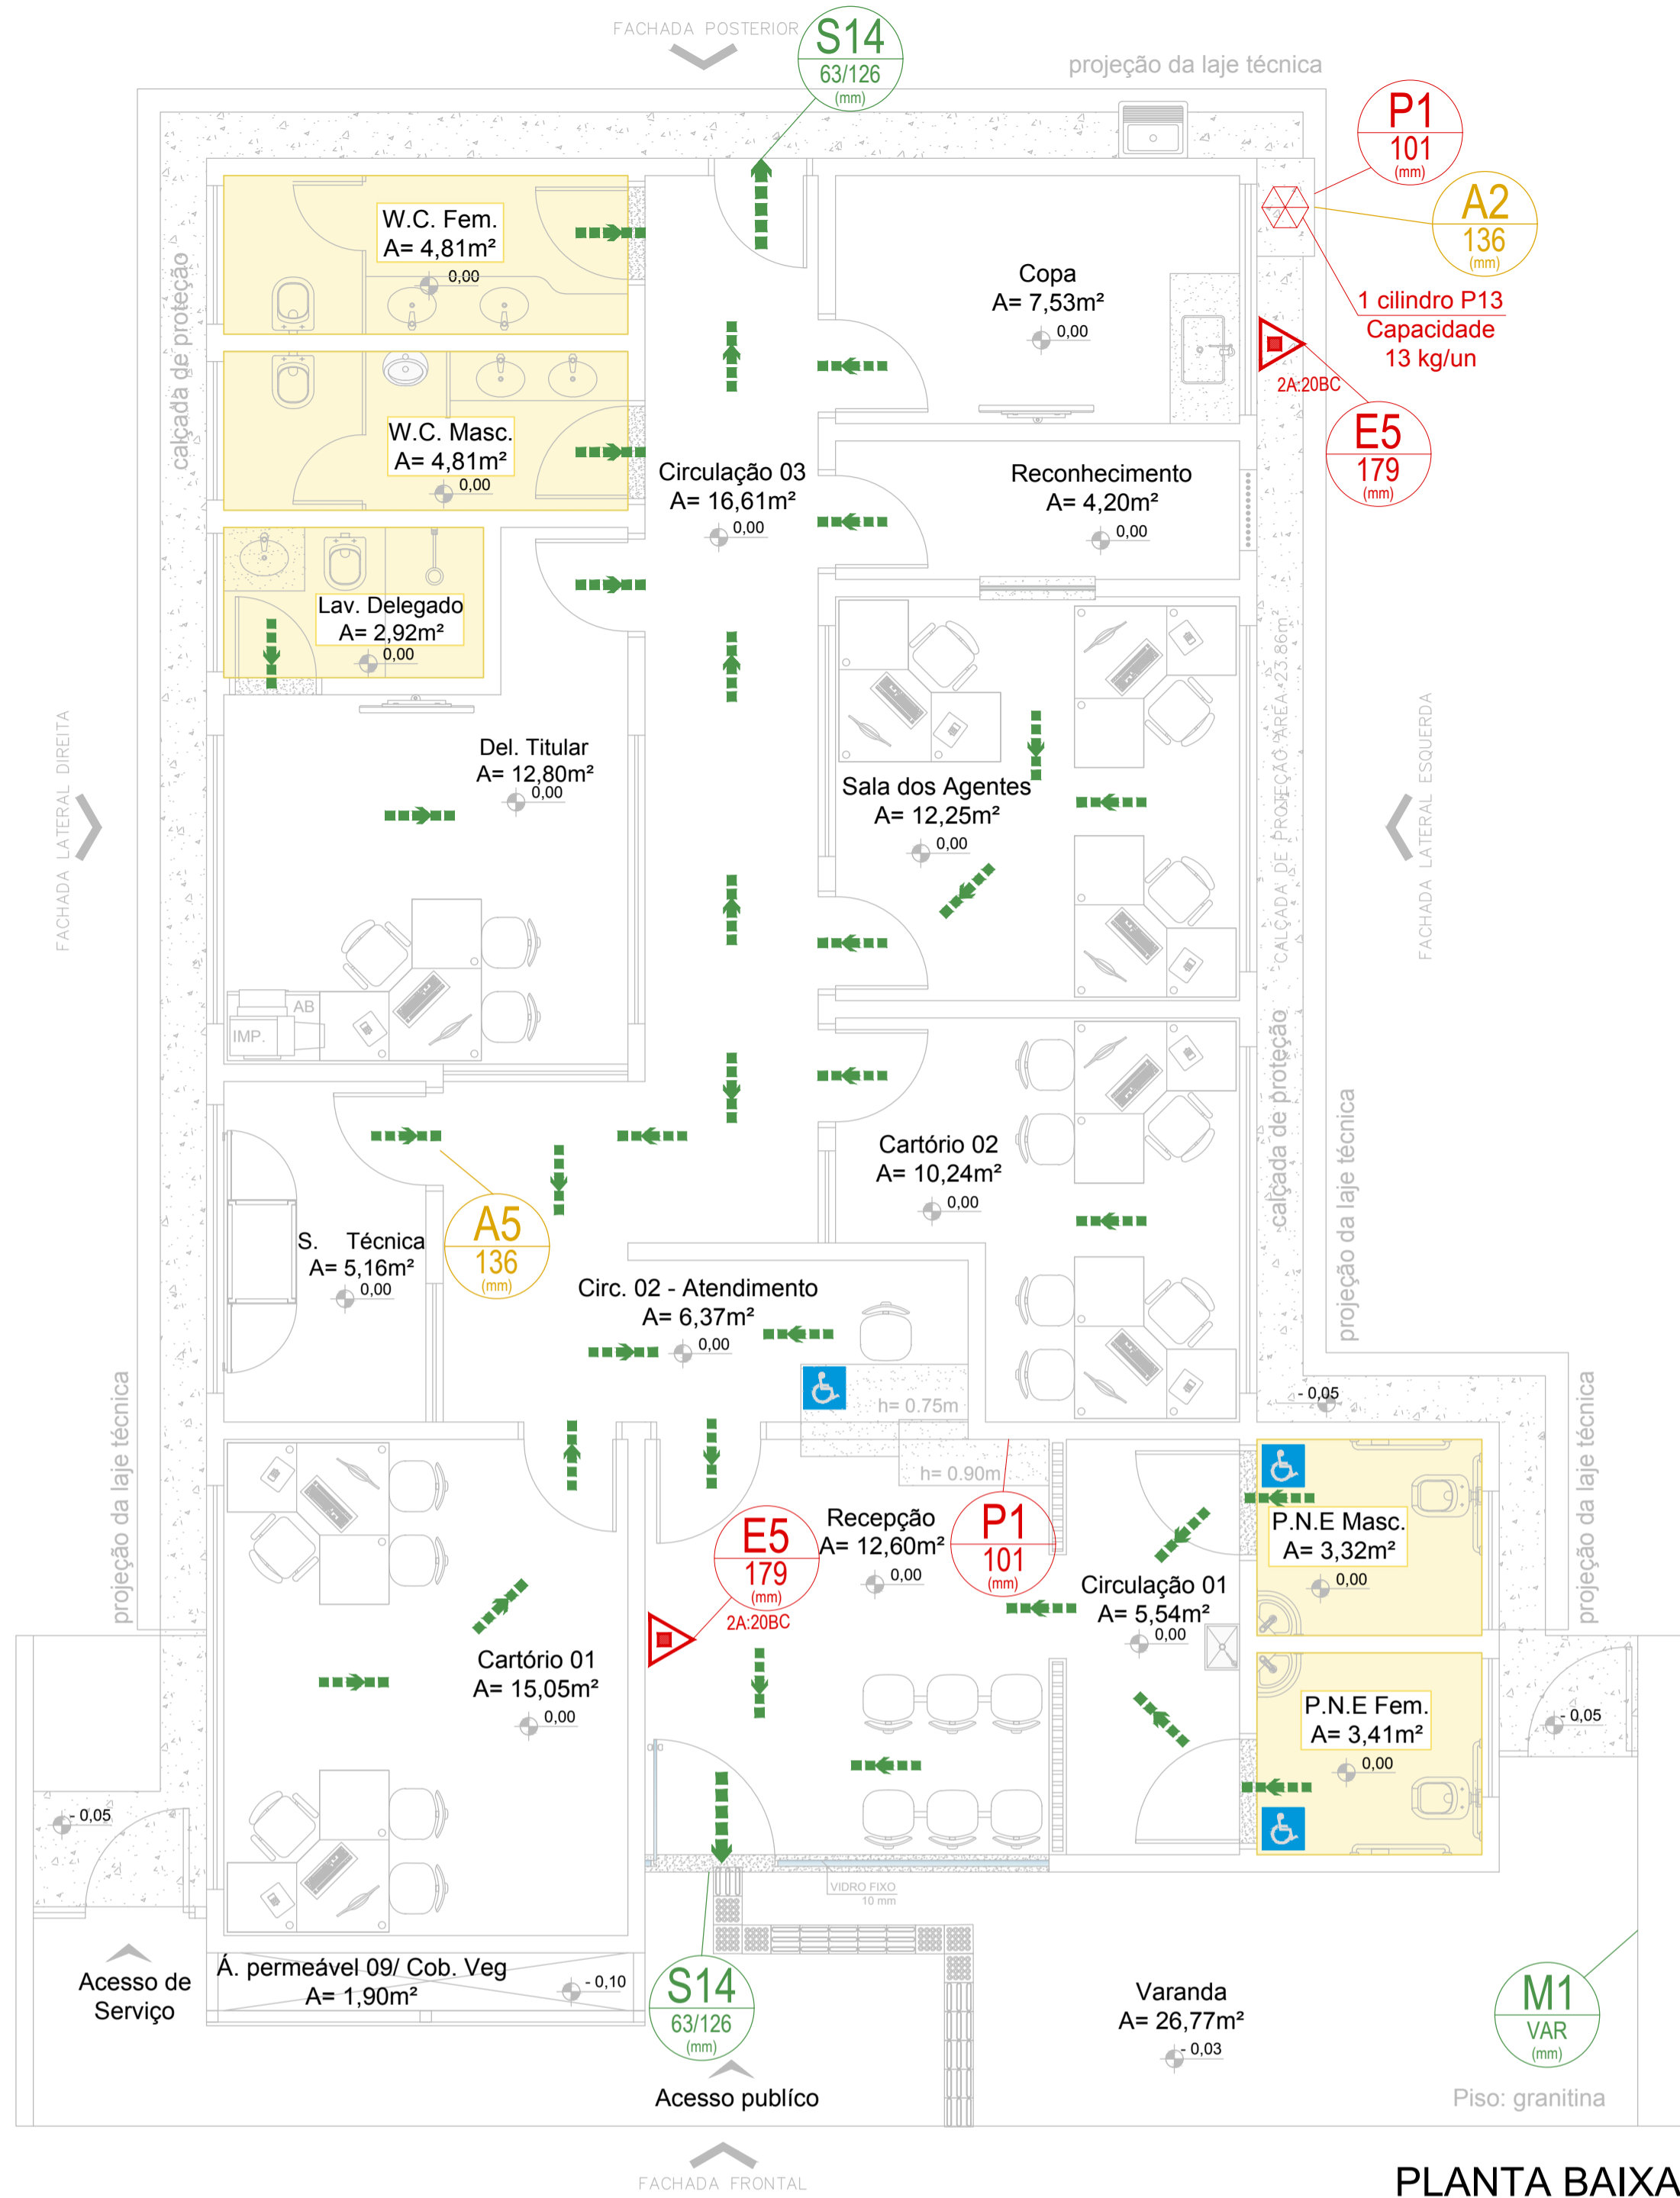 FACHADA POSTERIOR
S14
63/126
(mm)
projeção da laje técnica
P1
101
(mm)
A2
136
(mm)
1 cilindro P13
Capacidade
13 kg/un
2A:20BC
E5
179
(mm)
calçada de proteção
W.C. Fem.
A= 4,81m²
0,00
Copa
A= 7,53m²
0,00
W.C. Masc.
A= 4,81m²
0,00
Circulação 03
A= 16,61m²
0,00
Reconhecimento
A= 4,20m²
0,00
Lav. Delegado
A= 2,92m²
0,00
FACHADA LATERAL DIREITA
Del. Titular
A= 12,80m²
0,00
Sala dos Agentes
A= 12,25m²
0,00
CALÇADA DE PROTEÇÃO ÁREA=23.86m²
FACHADA LATERAL ESQUERDA
AB
IMP.
calçada de proteção
projeção da laje técnica
Cartório 02
A= 10,24m²
0,00
A5
136
(mm)
S. Técnica
A= 5,16m²
0,00
Circ. 02 - Atendimento
A= 6,37m²
0,00
h= 0.75m
h= 0.90m
- 0,05
projeção da laje técnica
projeção da laje técnica
E5
179
(mm)
2A:20BC
Recepção
A= 12,60m²
0,00
P1
101
(mm)
P.N.E Masc.
A= 3,32m²
0,00
Circulação 01
A= 5,54m²
0,00
Cartório 01
A= 15,05m²
0,00
P.N.E Fem.
A= 3,41m²
0,00
- 0,05
- 0,05
VIDRO FIXO
10 mm
Acesso de
Serviço
Á. permeável 09/ Cob. Veg
A= 1,90m²
- 0,10
S14
63/126
(mm)
Varanda
A= 26,77m²
- 0,03
M1
VAR
(mm)
Acesso publíco
Piso: granitina
FACHADA FRONTAL
PLANTA BAIXA